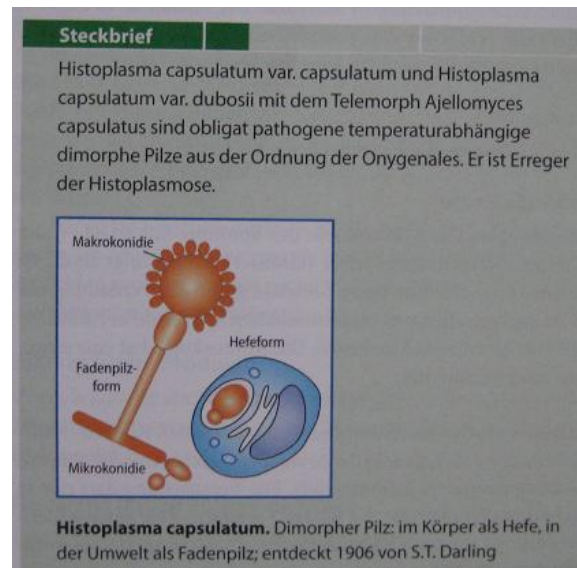 Steckbrief
Histoplasma capsulatum var. capsulatum und Histoplasma
capsulatum var. dubosii mit dem Telemorph Ajellomyces
capsulatus sind obligat pathogene temperaturabhängige
dimorphe Pilze aus der Ordnung der Onygenales. Er ist Erreger
der Histoplasmose.
Makrokonidie
Hefeform
Fadenpilz-
form
Mikrokonidie
Histoplasma capsulatum. Dimorpher Pilz: im Körper als Hefe, in
der Umwelt als Fadenpilz; entdeckt 1906 von S.T. Darling